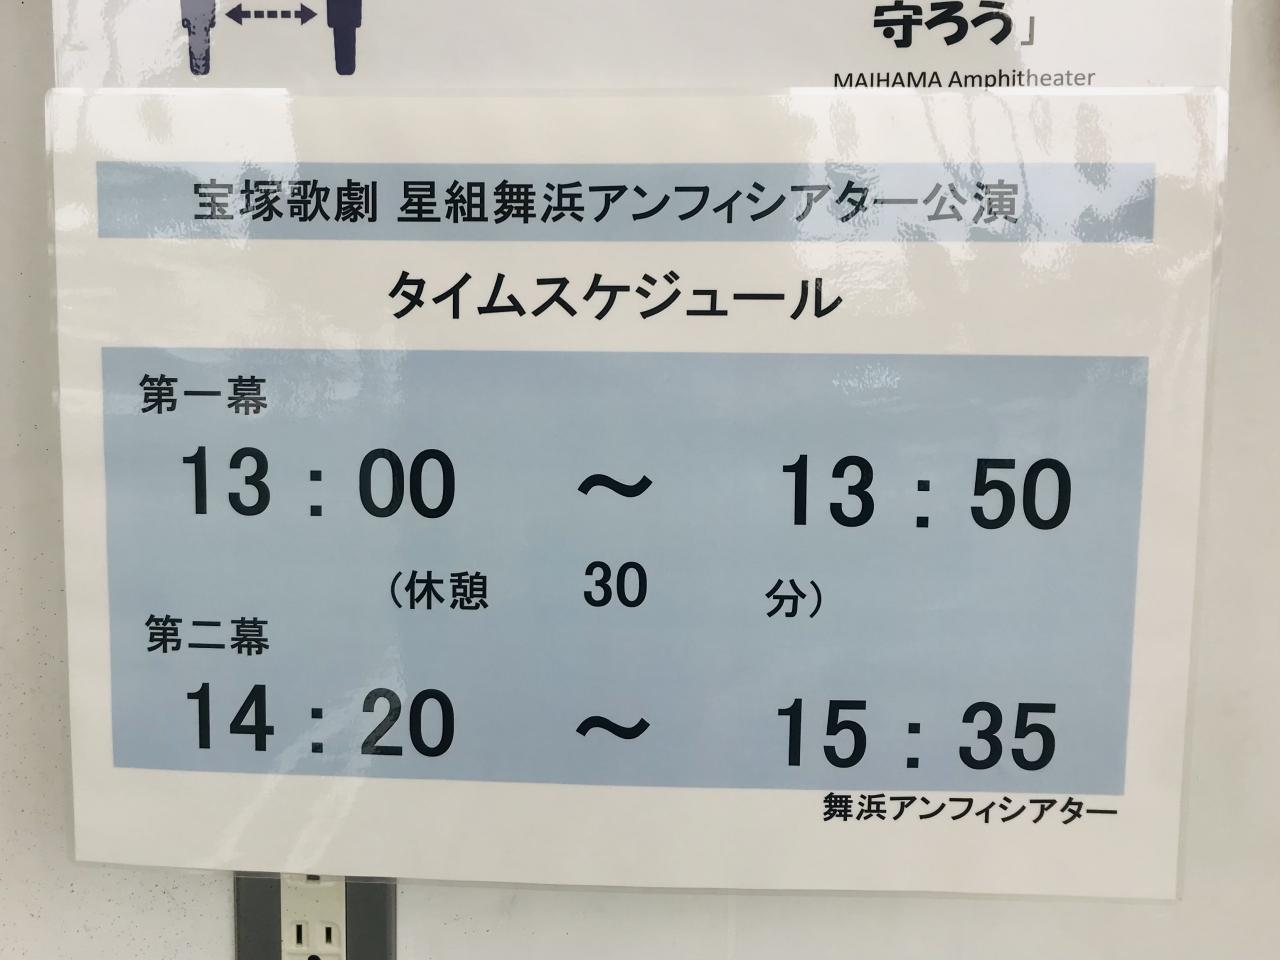 守ろう」
MAIHAMA Amphitheater
宝塚歌劇 星組舞浜アンフィシアター公演
タイムスケジュール
第一幕
13：00 ～ 13：50
(休憩 30 分)
第二幕
14：20 ～ 15：35
舞浜アンフィシアター